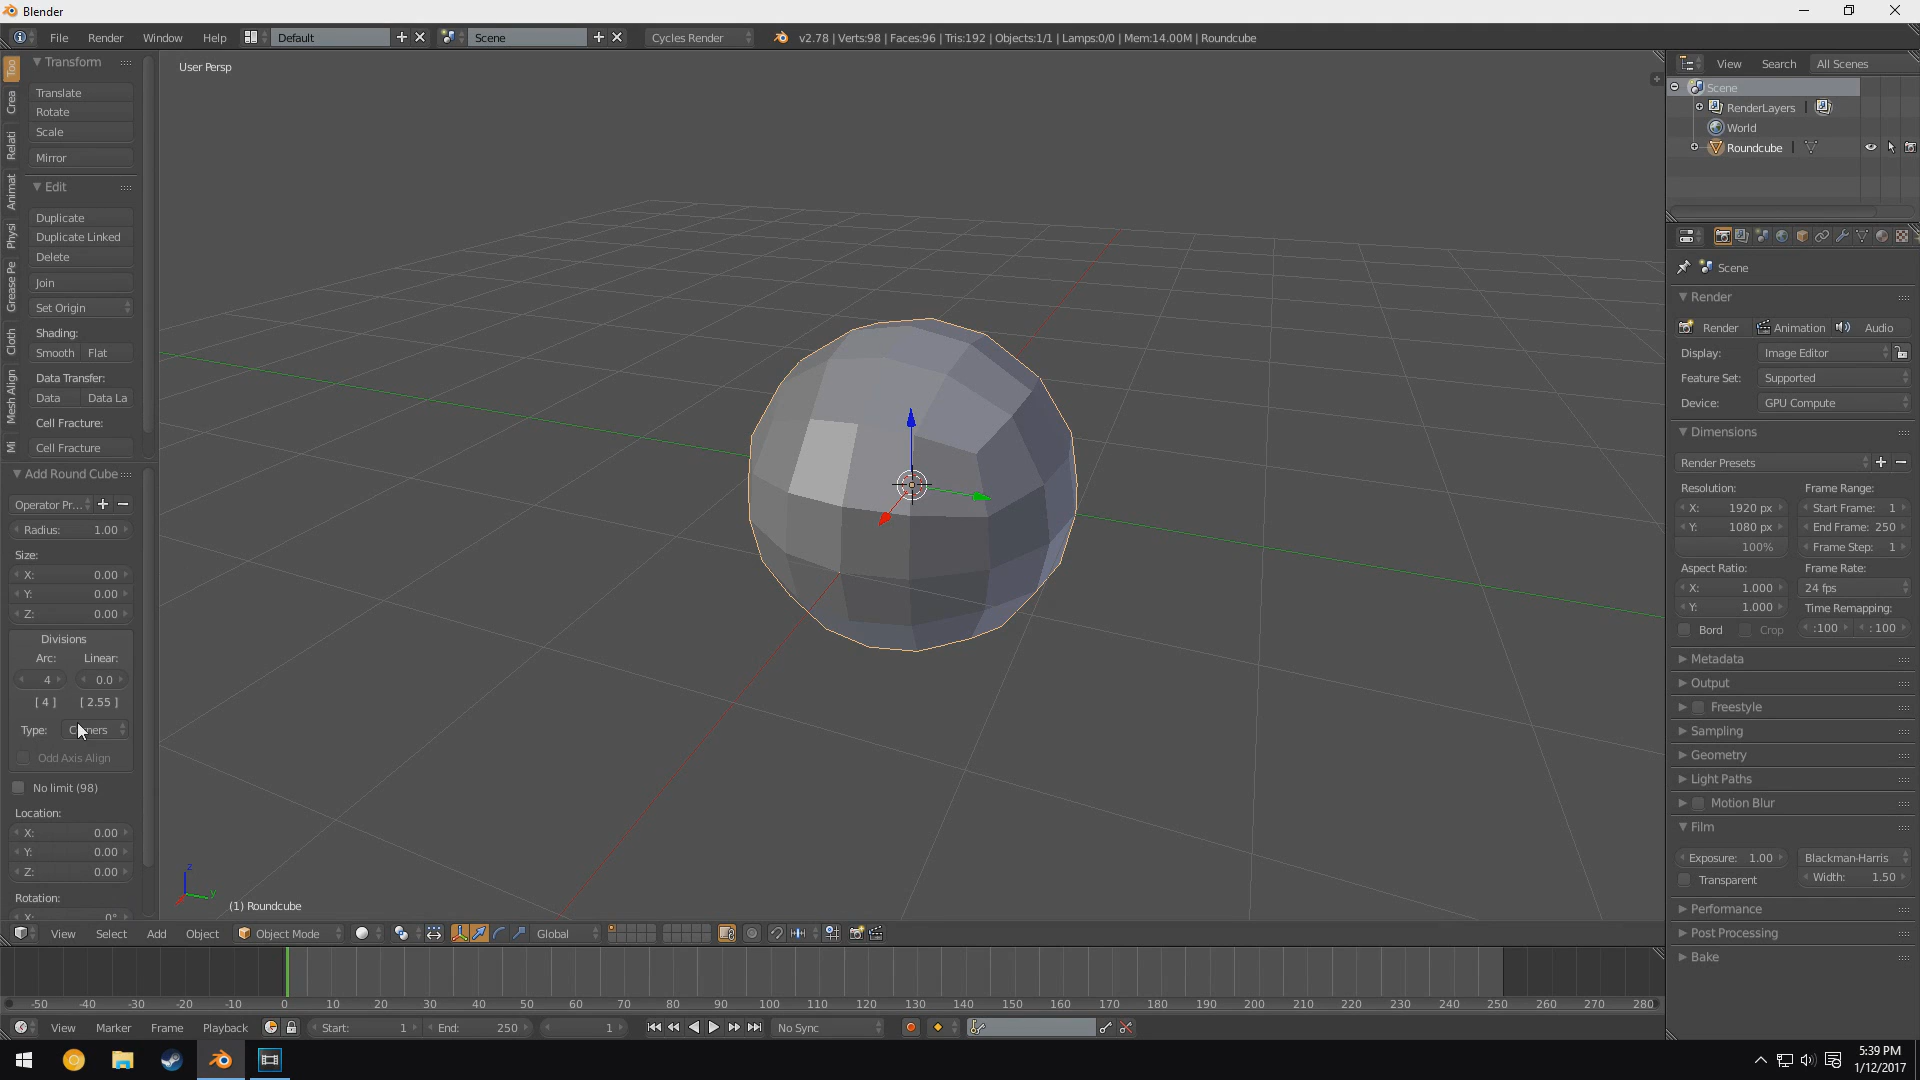 Blender
File Render Window Help Default Scene Cycles Render v2.78 | Verts:98 | Faces:96 | Tris:192 | Objects:1/1 | Lamps:0/0 | Mem:14.00M | Roundcube
Too
Crea
Relati
Animat
Physi
Grease Pe
Cloth
Mesh Align
Mi
Transform
Translate
Rotate
Scale
Mirror
Edit
Duplicate
Duplicate Linked
Delete
Join
Set Origin
Shading:
Smooth Flat
Data Transfer:
Data Data La
Cell Fracture:
Cell Fracture
Add Round Cube
Operator Pr...
Radius: 1.00
Size:
X: 0.00
Y: 0.00
Z: 0.00
Divisions
Arc: Linear:
4 0.0
[ 4 ] [ 2.55 ]
Type:
Odd Axis Align
No limit (98)
Location:
X: 0.00
Y: 0.00
Z: 0.00
Rotation:
X: 0°
User Persp
z
y
(1) Roundcube
View Select Add Object Object Mode Global
-50 -40 -30 -20 -10 0 10 20 30 40 50 60 70 80 90 100 110 120 130 140 150 160 170 180 190 200 210 220 230 240 250 260 270 280
View Marker Frame Playback Start: 1 End: 250 1 No Sync
View Search All Scenes
Scene
RenderLayers |
World
Roundcube |
Scene
Render
Render Animation Audio
Display: Image Editor
Feature Set: Supported
Device: GPU Compute
Dimensions
Render Presets
Resolution: Frame Range:
X: 1920 px Start Frame: 1
Y: 1080 px End Frame: 250
100% Frame Step: 1
Aspect Ratio: Frame Rate:
X: 1.000 24 fps
Y: 1.000 Time Remapping:
Bord Crop :100 : 100
Metadata
Output
Freestyle
Sampling
Geometry
Light Paths
Motion Blur
Film
Exposure: 1.00 Blackman-Harris
Transparent Width: 1.50
Performance
Post Processing
Bake
5:39 PM
1/12/2017